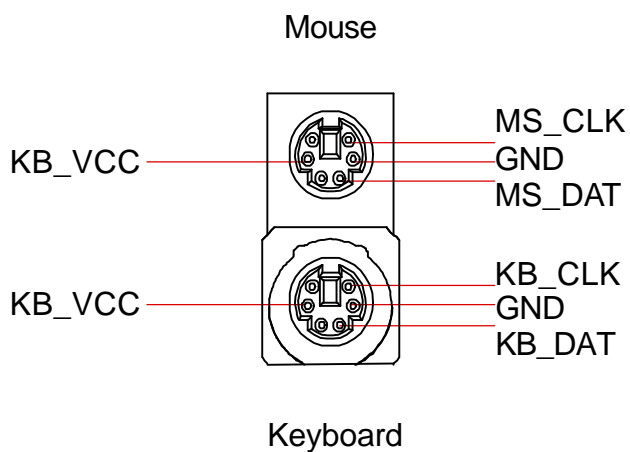 Mouse
MS_CLK
KB_VCC
GND
MS_DAT
KB_CLK
KB_VCC
GND
KB_DAT
Keyboard